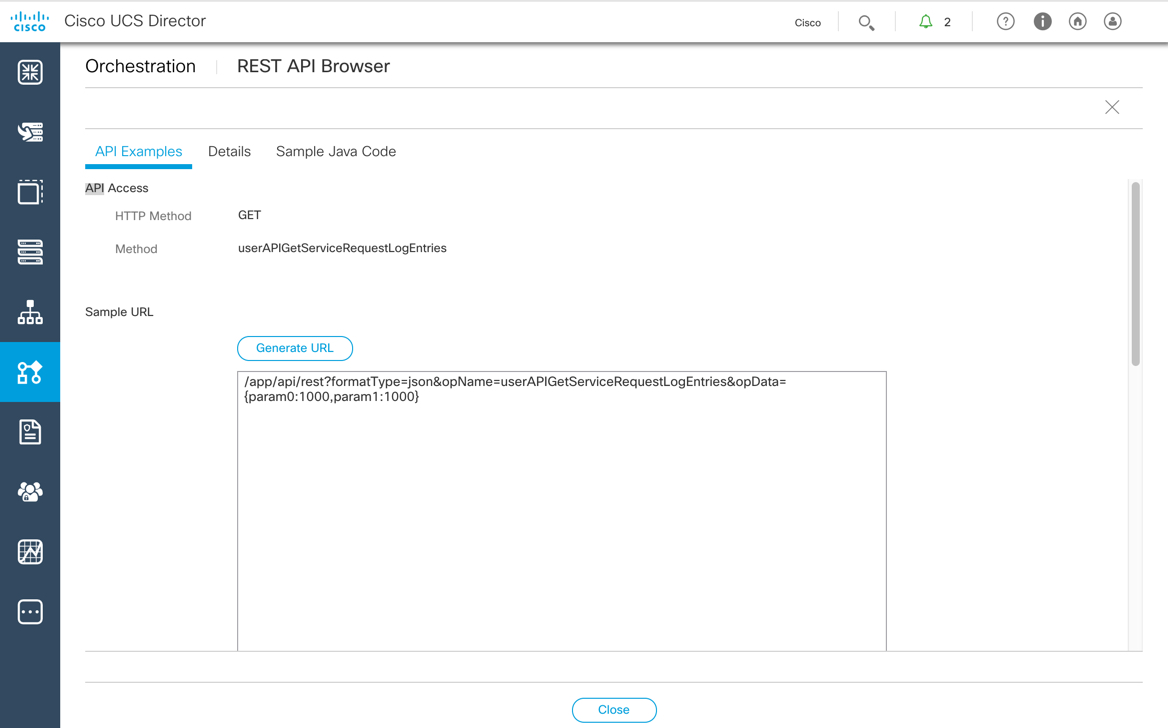 CISCO
Cisco UCS Director
Cisco
2
Orchestration
REST API Browser
API Examples
Details
Sample Java Code
API Access
HTTP Method
GET
Method
userAPIGetServiceRequestLogEntries
Sample URL
Generate URL
/app/api/rest?formatType=json&opName=userAPIGetServiceRequestLogEntries&opData=
{param0:1000,param1:1000}
Close